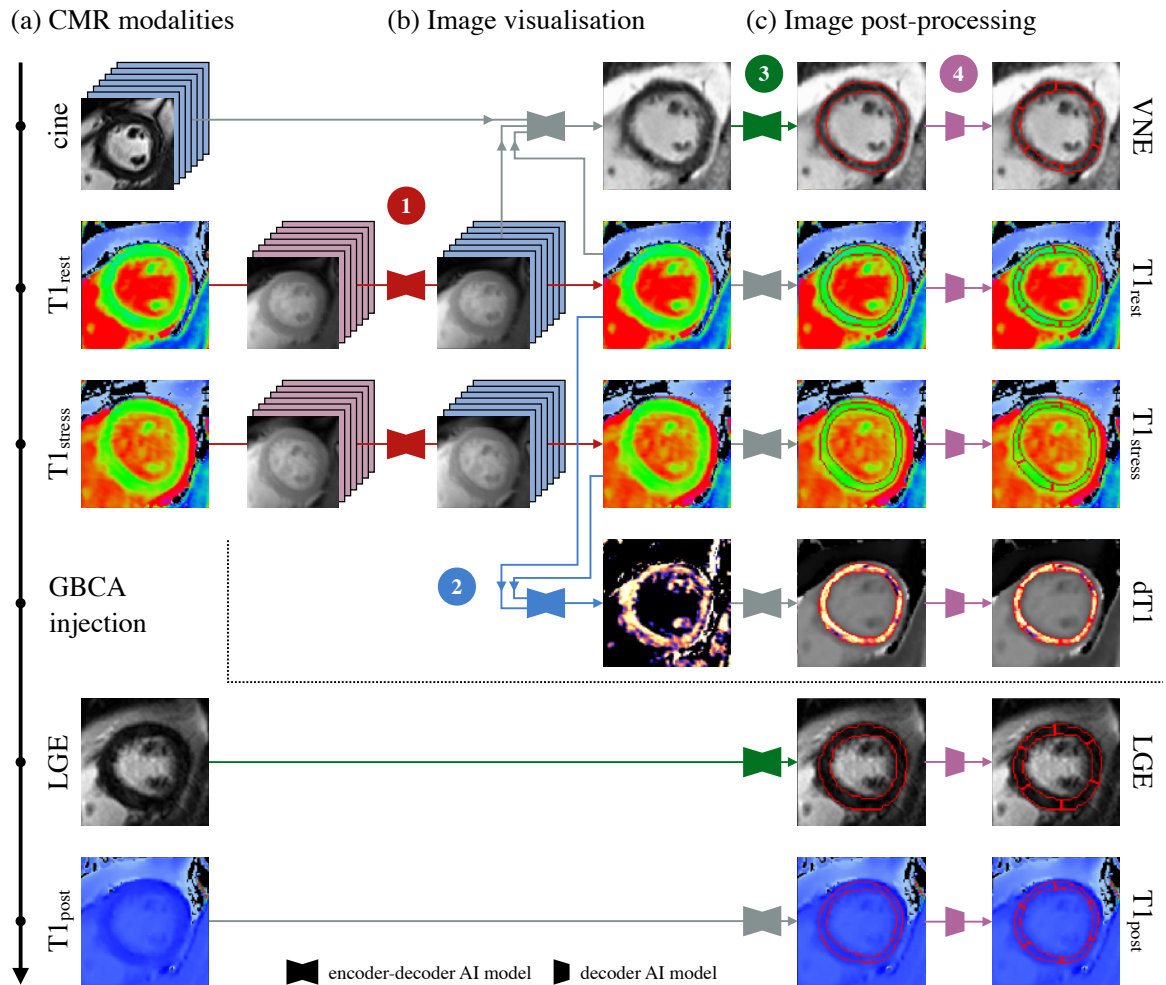 (a) CMR modalities
(b) Image visualisation
(c) Image post-processing
3
4
cine
VNE
1
T1rest
T1rest
T1stress
T1stress
2
GBCA
injection
dT1
LGE
LGE
T1post
T1post
encoder-decoder AI model
decoder AI model